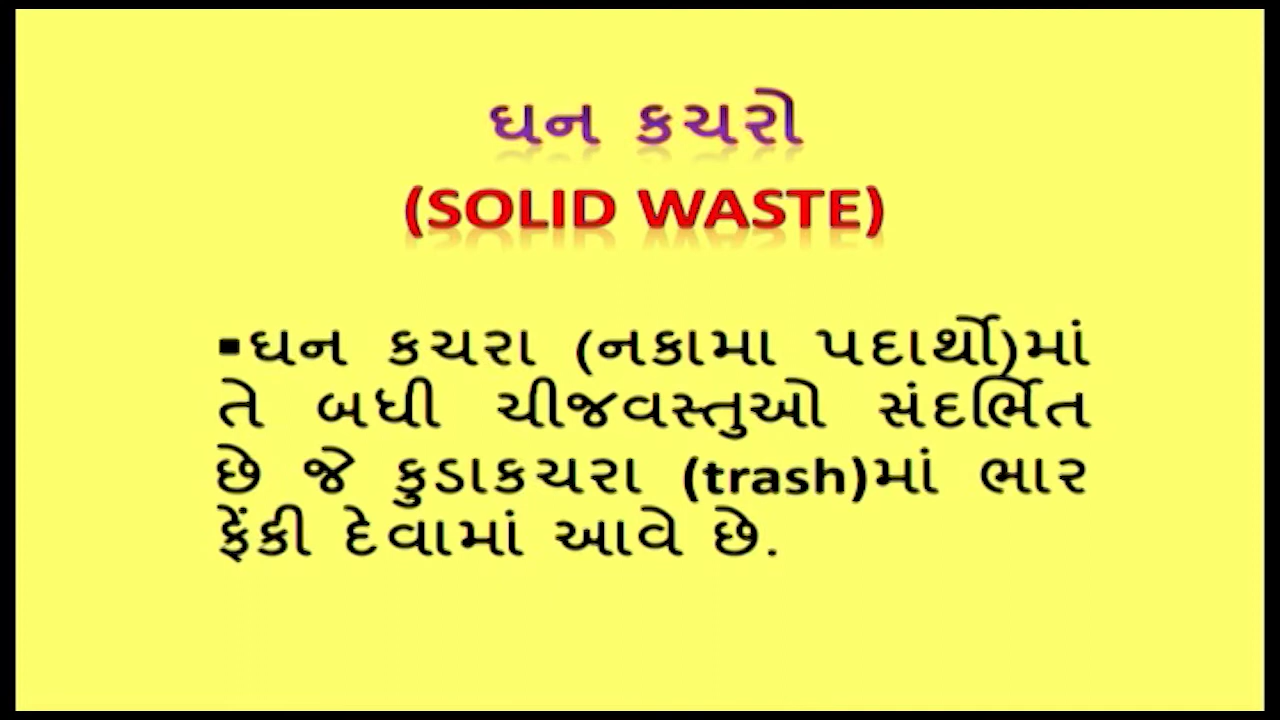 ઘન કચરો
(SOLID WASTE)
▪ઘન કચરા (નકામા પદાર્થો)માં
તે બધી ચીજવસ્તુઓ સંદર્ભિત
છે જે કુડાકચરા (trash)માં ભાર
ફેંકી દેવામાં આવે છે.